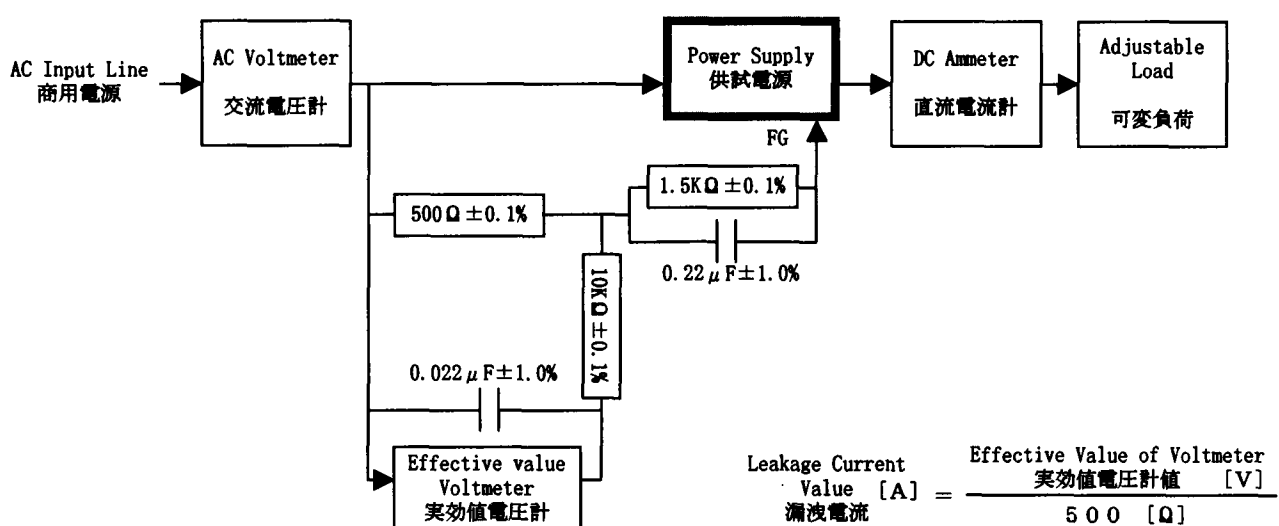 AC Input Line
商用電源
AC Voltmeter
交流電圧計
Power Supply
供試電源
DC Ammeter
直流電流計
Adjustable
Load
可変負荷
FG
1.5KΩ±0.1%
500Ω±0.1%
0.22μF±1.0%
10KΩ±0.1%
0.022μF±1.0%
Effective value
Voltmeter
実効値電圧計
Leakage Current
Value [A] =
漏洩電流
Effective Value of Voltmeter
実効値電圧計値 [V]
500 [Ω]